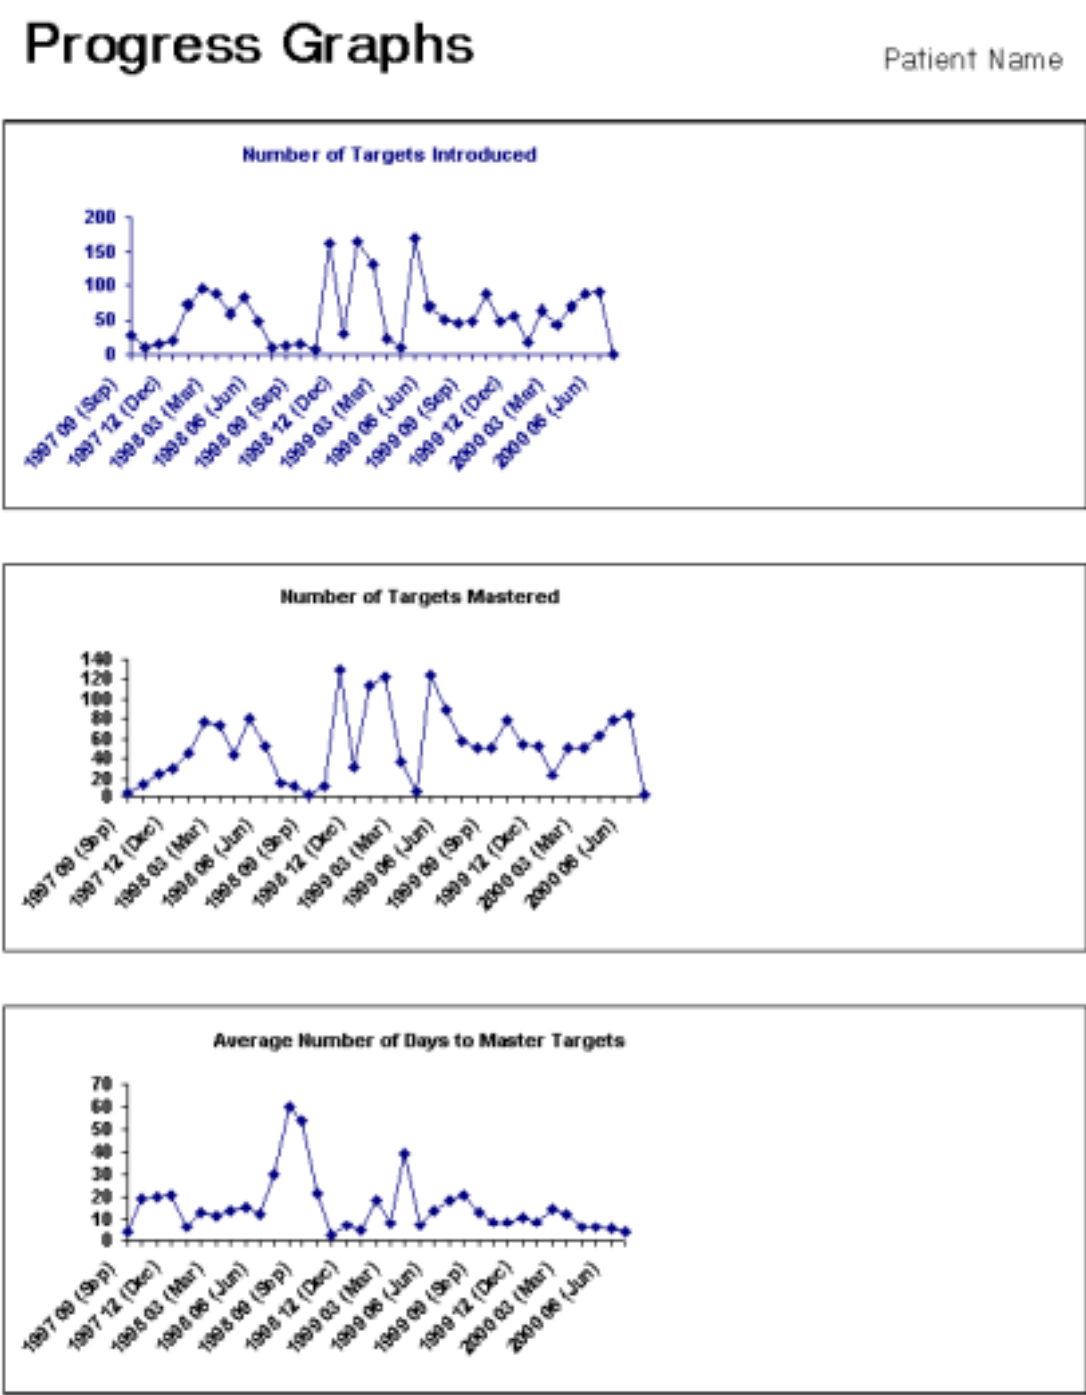 Progress Graphs
Patient Name
Number of Targets Introduced
200
150
100
50
0
1997 09 (Sep)
1997 12 (Dec)
1998 03 (Mar)
1998 06 (Jun)
1998 09 (Sep)
1998 12 (Dec)
1999 03 (Mar)
1999 06 (Jun)
1999 09 (Sep)
1999 12 (Dec)
2000 03 (Mar)
2000 06 (Jun)
Number of Targets Mastered
140
120
100
80
60
40
20
0
1997 09 (Sep)
1997 12 (Dec)
1998 03 (Mar)
1998 06 (Jun)
1998 09 (Sep)
1998 12 (Dec)
1999 03 (Mar)
1999 06 (Jun)
1999 09 (Sep)
1999 12 (Dec)
2000 03 (Mar)
2000 06 (Jun)
Average Number of Days to Master Targets
70
60
50
40
30
20
10
0
1997 09 (Sep)
1997 12 (Dec)
1998 03 (Mar)
1998 06 (Jun)
1998 09 (Sep)
1998 12 (Dec)
1999 03 (Mar)
1999 06 (Jun)
1999 09 (Sep)
1999 12 (Dec)
2000 03 (Mar)
2000 06 (Jun)